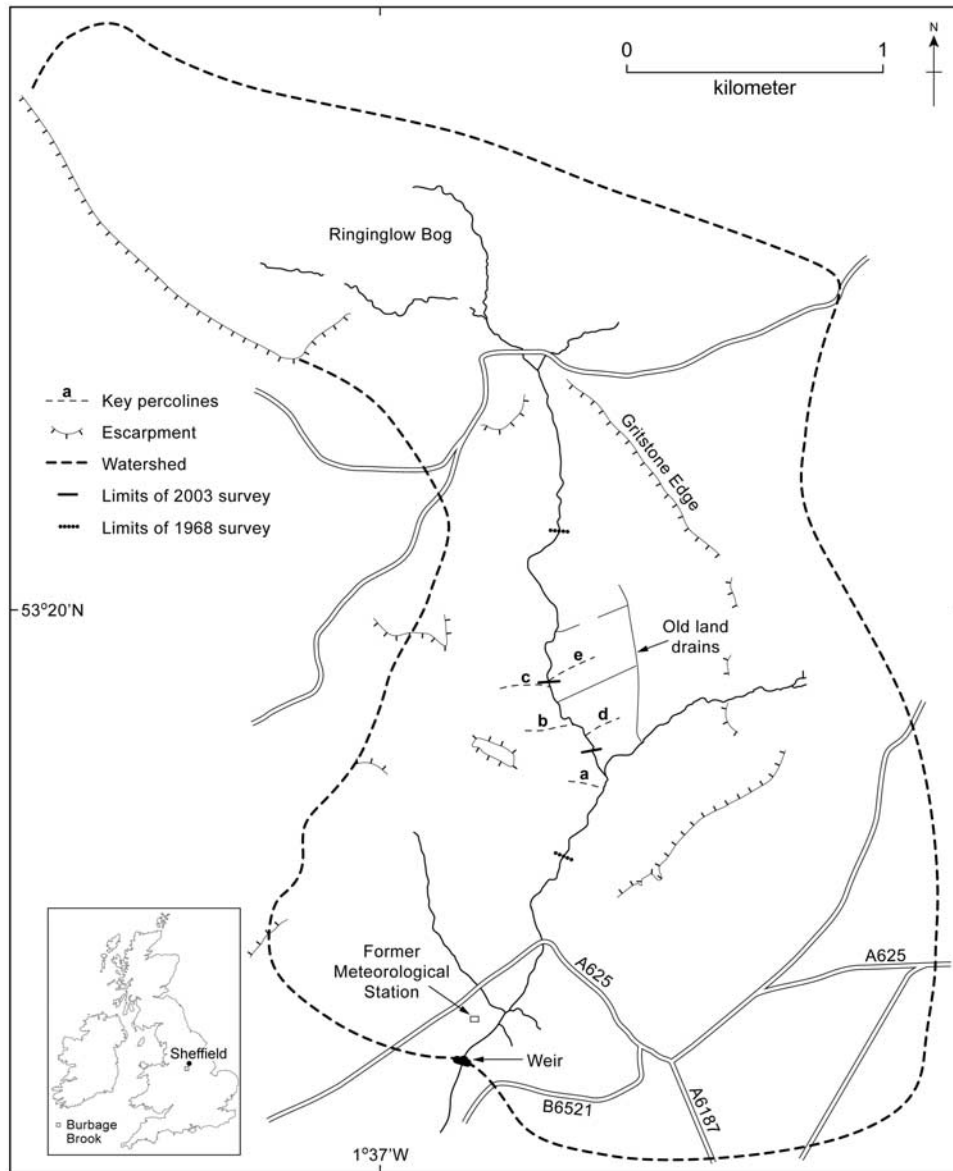 N
0
1
kilometer
Ringinglow Bog
a
Key percolines
Escarpment
Watershed
Limits of 2003 survey
Limits of 1968 survey
Gritstone Edge
53°20'N
Old land
drains
e
c
b
d
a
Former
Meteorological
Station
A625
A625
Weir
B6521
A6187
Sheffield
Burbage
Brook
1°37'W